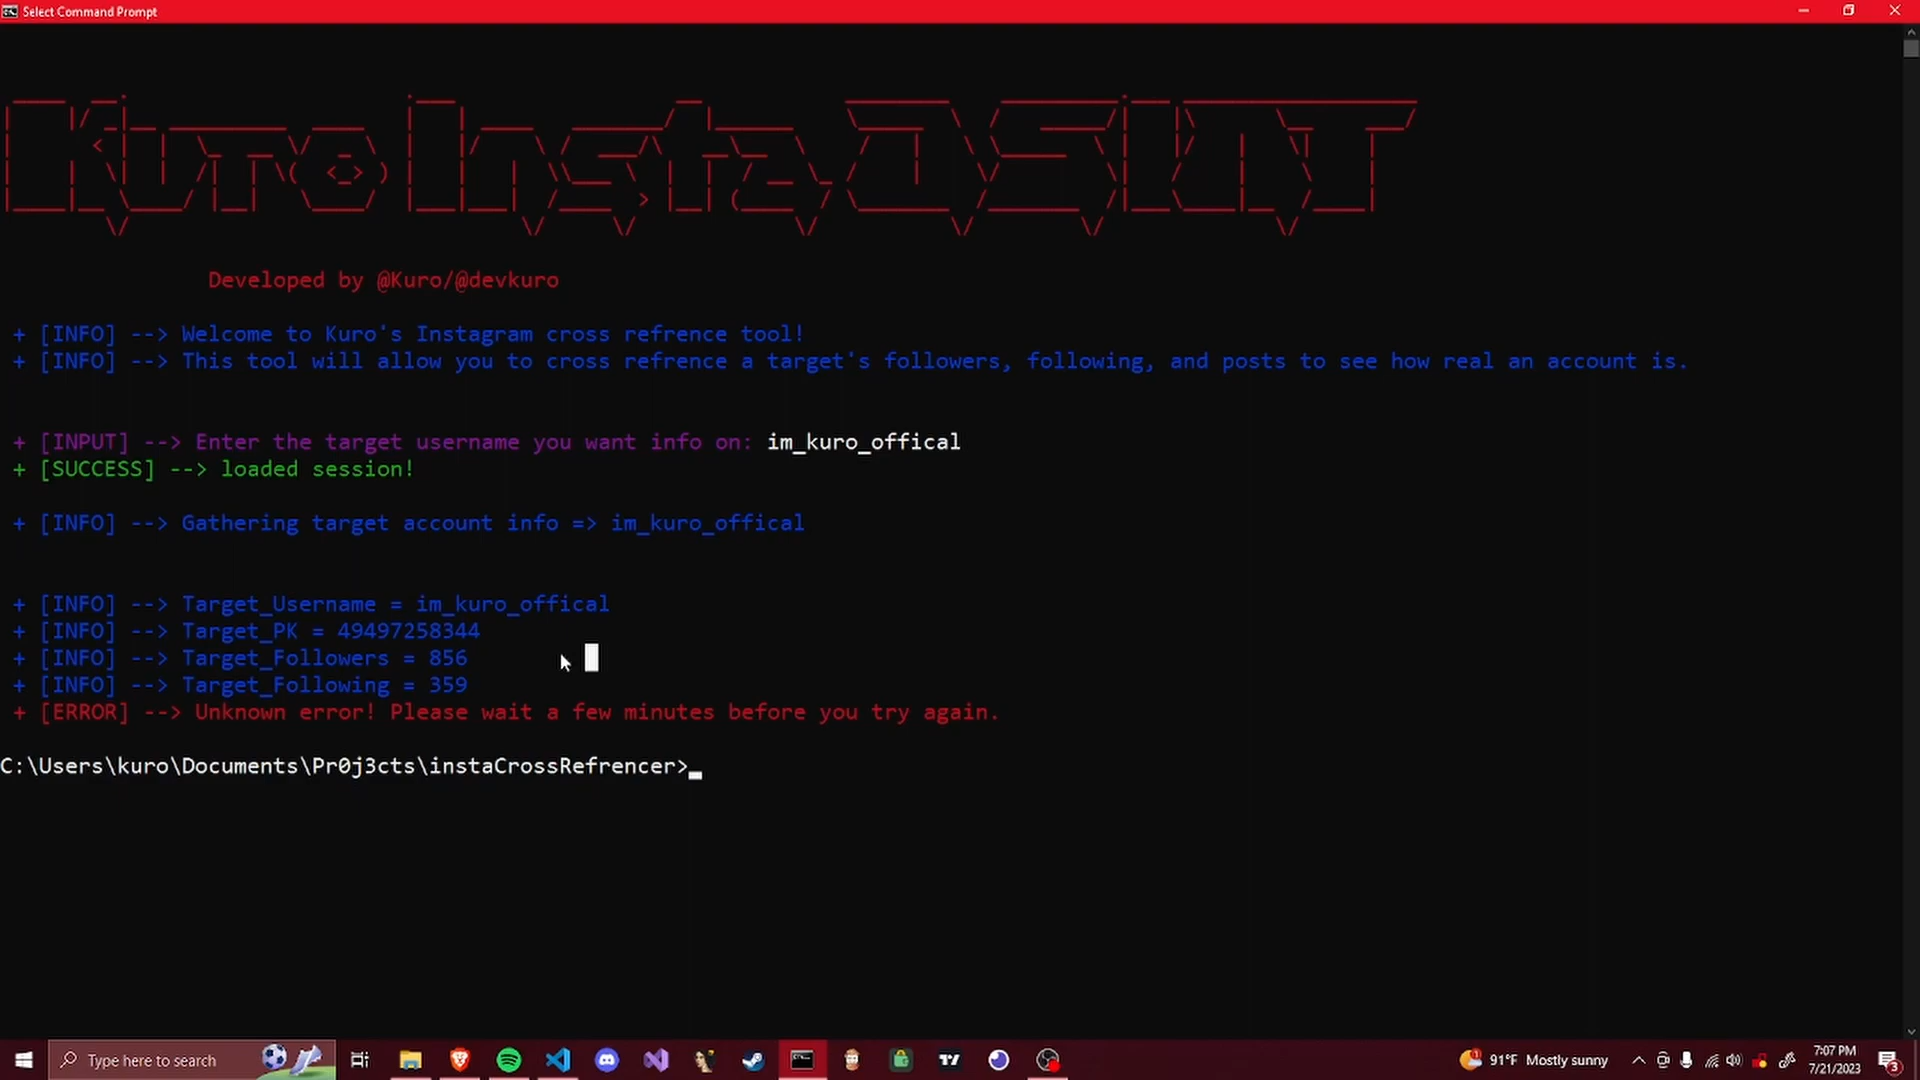 Select Command Prompt
Kuro Insta OSINT
Developed by @Kuro/@devkuro
+ [INFO] --> Welcome to Kuro's Instagram cross refrence tool!
+ [INFO] --> This tool will allow you to cross refrence a target's followers, following, and posts to see how real an account is.
+ [INPUT] --> Enter the target username you want info on: im_kuro_offical
+ [SUCCESS] --> loaded session!
+ [INFO] --> Gathering target account info => im_kuro_offical
+ [INFO] --> Target_Username = im_kuro_offical
+ [INFO] --> Target_PK = 49497258344
+ [INFO] --> Target_Followers = 856
+ [INFO] --> Target_Following = 359
+ [ERROR] --> Unknown error! Please wait a few minutes before you try again.
C:\Users\kuro\Documents\Pr0j3cts\instaCrossRefrencer>
Type here to search
91°F Mostly sunny
7:07 PM
7/21/2023
3